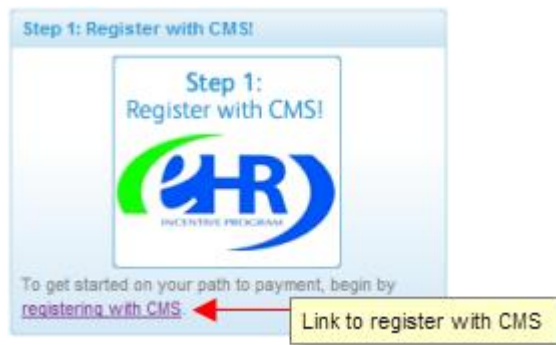 Step 1: Register with CMS!
Step 1:
Register with CMS!
eHR
INCENTIVE PROGRAM
To get started on your path to payment, begin by
registering with CMS
Link to register with CMS